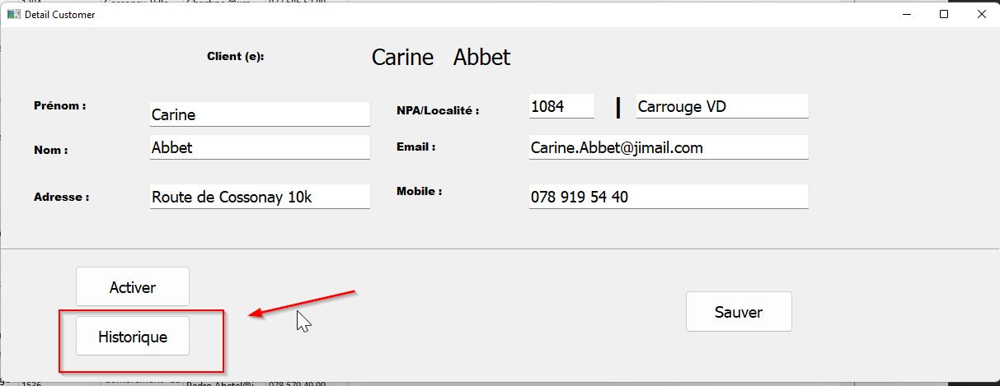 Detail Customer
Client (e): Carine Abbet
Prénom : Carine
NPA/Localité : 1084 | Carrouge VD
Nom : Abbet
Email : Carine.Abbet@jimail.com
Adresse : Route de Cossonay 10k
Mobile : 078 919 54 40
Activer
Historique
Sauver